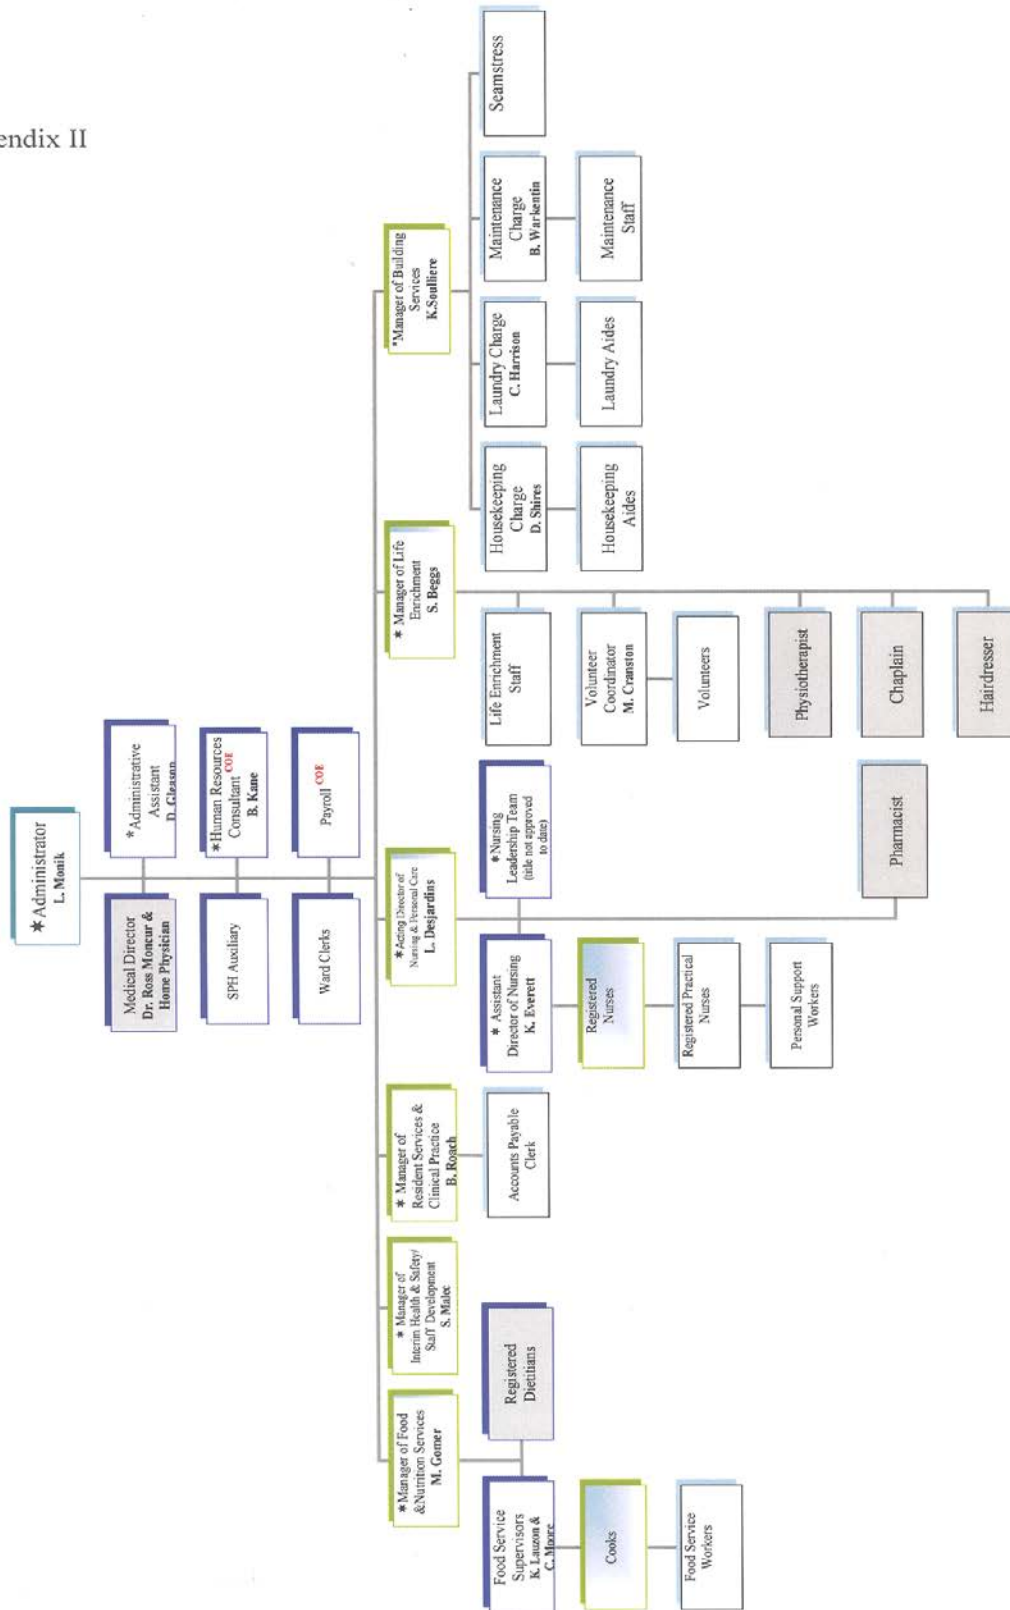 endix II
*Administrator
L. Monik
Medical Director
Dr. Ross Moncur &
Home Physician
*Administrative
Assistant
D. Gleason
SPH Auxiliary
*Human Resources
Consultant COE
B. Kane
Ward Clerks
Payroll COE
*Manager of Food
&Nutrition Services
M. Gomer
* Manager of
Interim Health & Safety/
Staff Development
S. Malec
* Manager of
Resident Services &
Clinical Practice
B. Roach
*Acting Director of
Nursing & Personal Care
L. Desjardins
* Manager of Life
Enrichment
S. Beggs
*Manager of Building
Services
K.Soulliere
Food Service
Supervisors
K. Lauzon &
C. Moore
Registered
Dietitians
Cooks
Food Service
Workers
Accounts Payable
Clerk
* Assistant
Director of Nursing
K. Everett
*Nursing
Leadership Team
(title not approved
to date)
Registered
Nurses
Registered Practical
Nurses
Personal Support
Workers
Pharmacist
Life Enrichment
Staff
Volunteer
Coordinator
M. Cranston
Volunteers
Physiotherapist
Chaplain
Hairdresser
Housekeeping
Charge
D. Shires
Housekeeping
Aides
Laundry Charge
C. Harrison
Laundry Aides
Maintenance
Charge
B. Warkentin
Maintenance
Staff
Seamstress